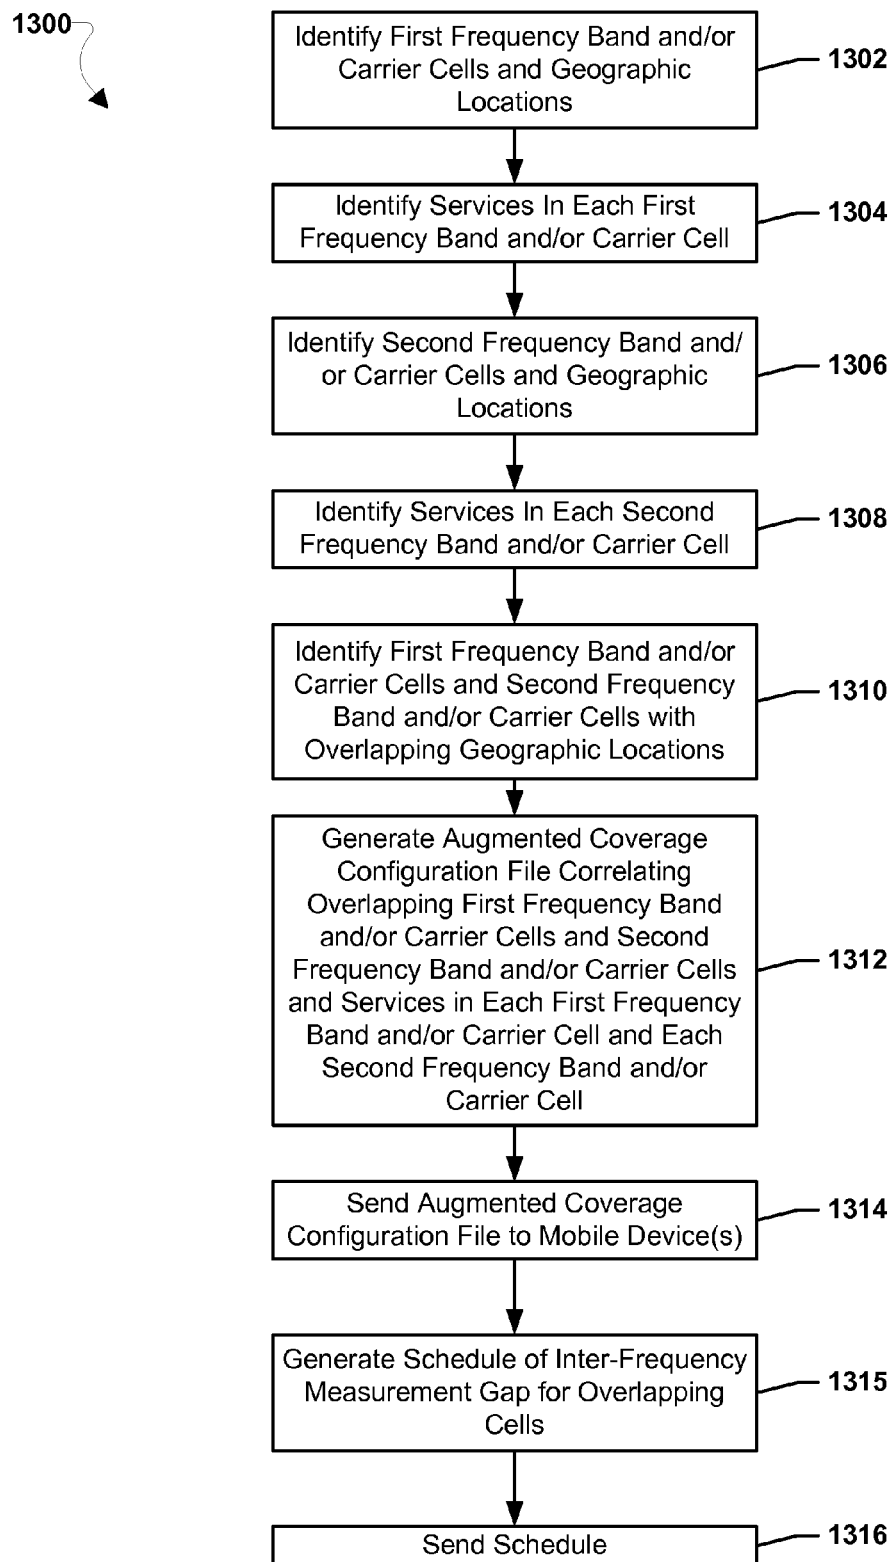 1300
Identify First Frequency Band and/or
Carrier Cells and Geographic
Locations
1302
Identify Services In Each First
Frequency Band and/or Carrier Cell
1304
Identify Second Frequency Band and/
or Carrier Cells and Geographic
Locations
1306
Identify Services In Each Second
Frequency Band and/or Carrier Cell
1308
Identify First Frequency Band and/or
Carrier Cells and Second Frequency
Band and/or Carrier Cells with
Overlapping Geographic Locations
1310
Generate Augmented Coverage
Configuration File Correlating
Overlapping First Frequency Band
and/or Carrier Cells and Second
Frequency Band and/or Carrier Cells
and Services in Each First Frequency
Band and/or Carrier Cell and Each
Second Frequency Band and/or
Carrier Cell
1312
Send Augmented Coverage
Configuration File to Mobile Device(s)
1314
Generate Schedule of Inter-Frequency
Measurement Gap for Overlapping
Cells
1315
Send Schedule
1316